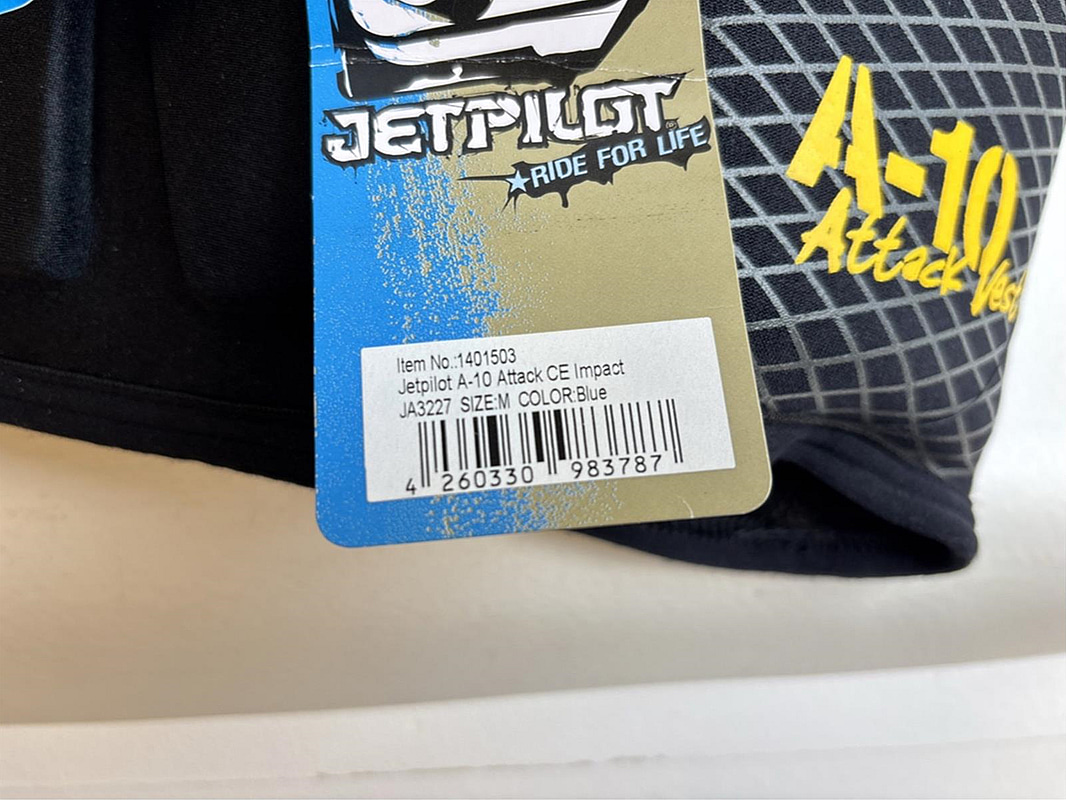 JETPILOT
★RIDE FOR LIFE
A-10
Attack Vest
Item No.:1401503
Jetpilot A-10 Attack CE Impact
JA3227 SIZE:M COLOR:Blue
4 260330 983787